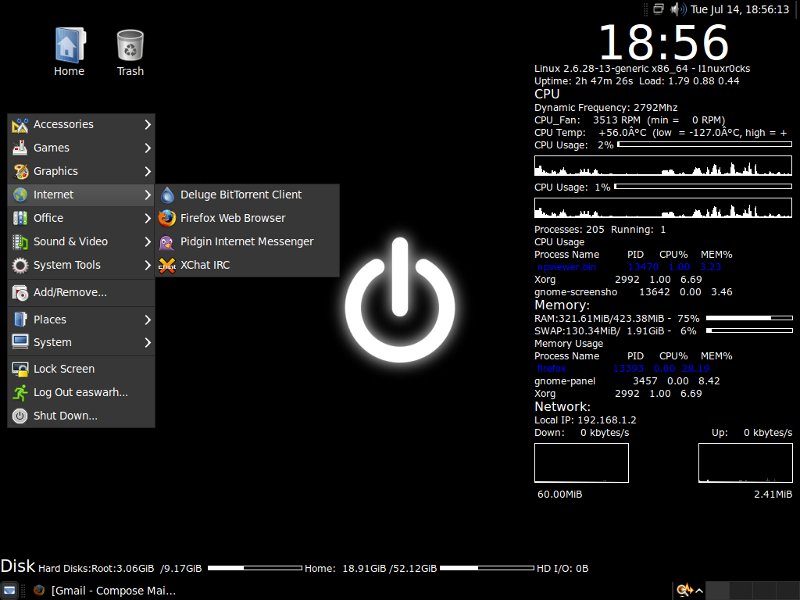 Tue Jul 14, 18:56:13
Home
Trash
18:56
Linux 2.6.28-13-generic x86_64 - l1nuxr0cks
Uptime: 2h 47m 26s Load: 1.79 0.88 0.44
CPU
Dynamic Frequency: 2792Mhz
CPU_Fan: 3513 RPM (min = 0 RPM)
CPU Temp: +56.0Â°C (low = -127.0Â°C, high = +
CPU Usage: 2%
CPU Usage: 1%
Processes: 205 Running: 1
CPU Usage
Process Name PID CPU% MEM%
npviewer.bin 13470 1.00 3.23
Xorg 2992 1.00 6.69
gnome-screensho 13642 0.00 3.46
Memory:
RAM:321.61MiB/423.38MiB - 75%
SWAP:130.34MiB/ 1.91GiB - 6%
Memory Usage
Process Name PID CPU% MEM%
firefox 13395 0.00 28.19
gnome-panel 3457 0.00 8.42
Xorg 2992 1.00 6.69
Network:
Local IP: 192.168.1.2
Down: 0 kbytes/s Up: 0 kbytes/s
60.00MiB 2.41MiB
Accessories
Games
Graphics
Internet
Office
Sound & Video
System Tools
Add/Remove...
Places
System
Lock Screen
Log Out easwarh...
Shut Down...
Deluge BitTorrent Client
Firefox Web Browser
Pidgin Internet Messenger
XChat IRC
Disk Hard Disks:Root:3.06GiB /9.17GiB Home: 18.91GiB /52.12GiB HD I/O: 0B
[Gmail - Compose Mai...